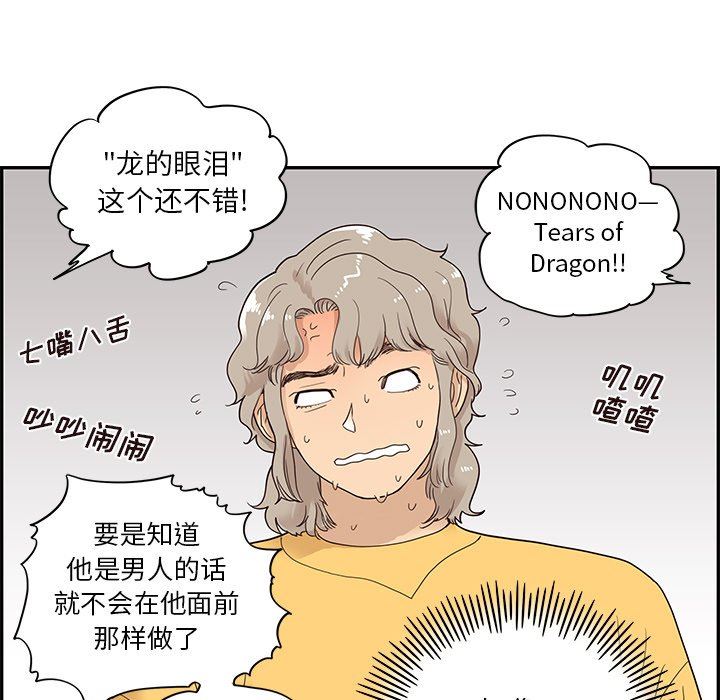 "龙的眼泪"
这个还不错!
NONONONO—
Tears of
Dragon!!
七嘴八舌
叽叽
喳喳
吵吵闹闹
要是知道
他是男人的话
就不会在他面前
那样做了